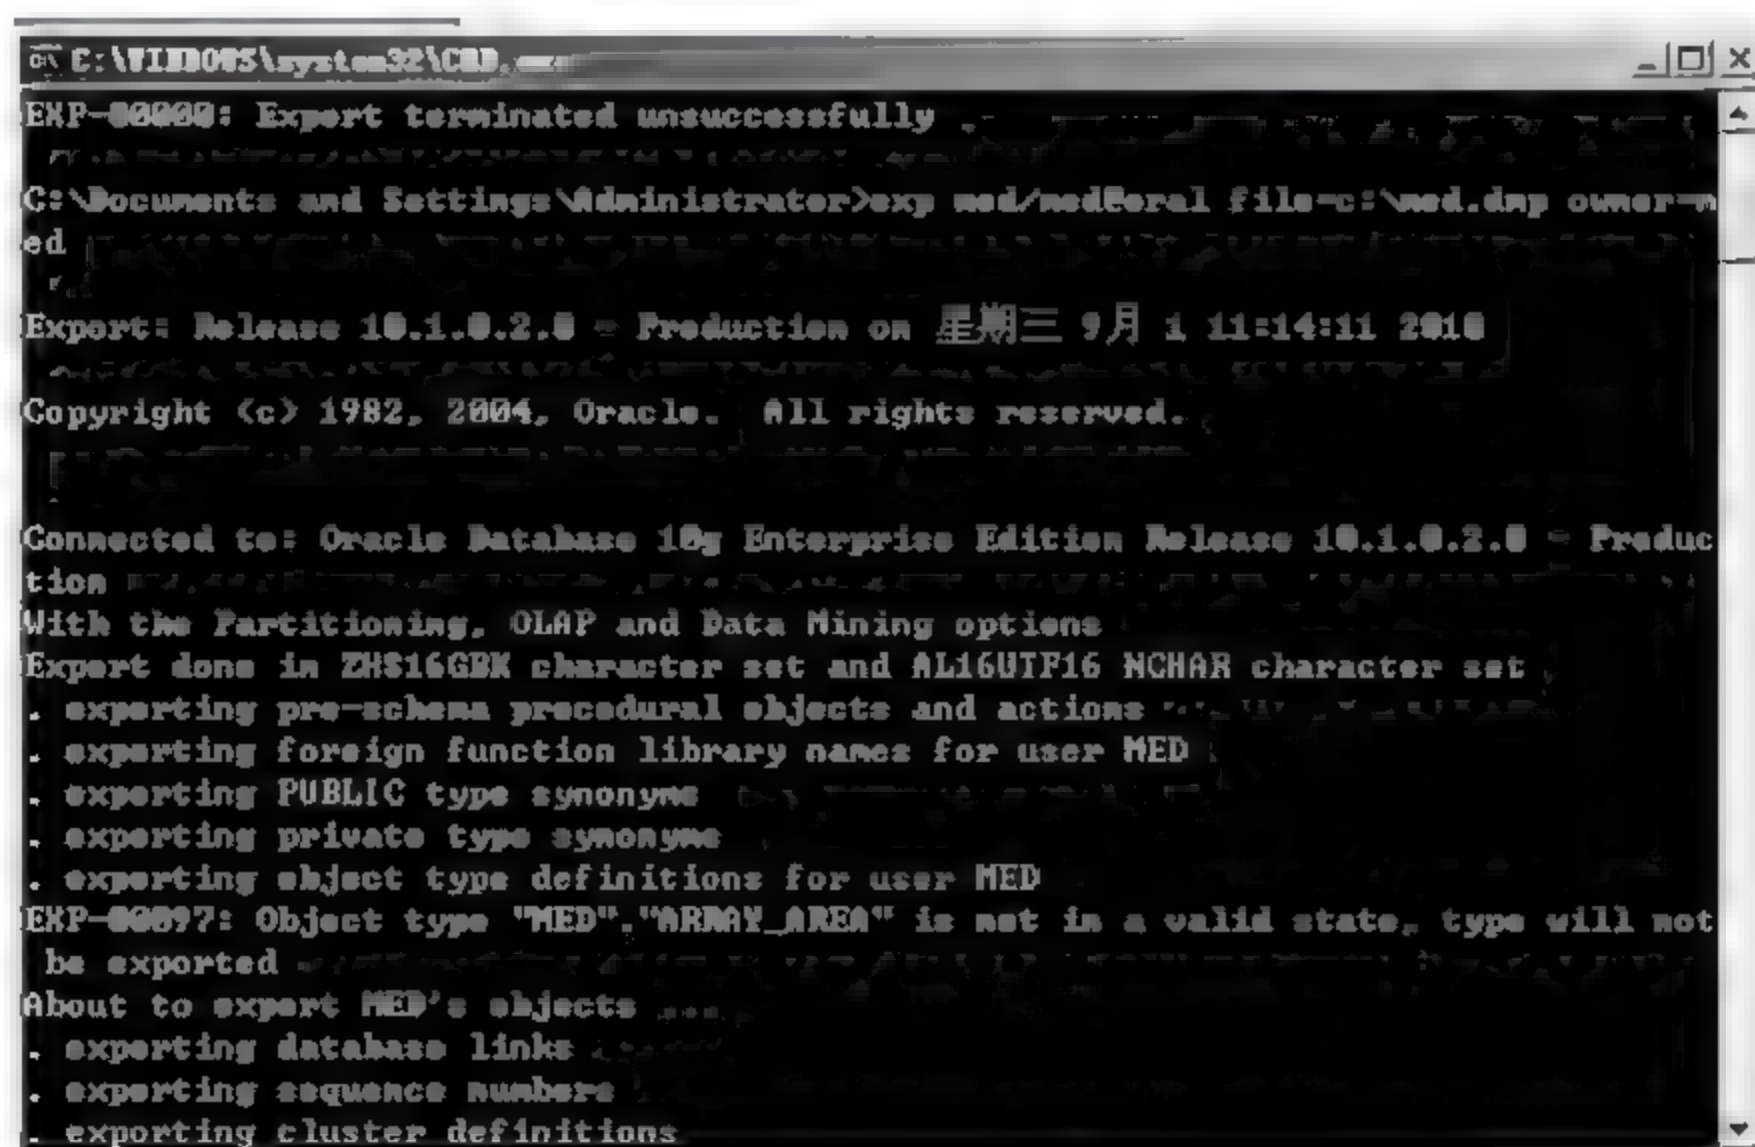 C:\WINDOWS\system32\CMD.exe
EXP-00000: Export terminated unsuccessfully
C:\Documents and Settings\Administrator>exp med/med@oral file=c:\med.dmp owner=m
ed
Export: Release 10.1.0.2.0 - Production on 星期三 9月 1 11:14:11 2010
Copyright (c) 1982, 2004, Oracle.  All rights reserved.
Connected to: Oracle Database 10g Enterprise Edition Release 10.1.0.2.0 - Produc
tion
With the Partitioning, OLAP and Data Mining options
Export done in ZHS16GBK character set and AL16UTF16 NCHAR character set
. exporting pre-schema procedural objects and actions
. exporting foreign function library names for user MED
. exporting PUBLIC type synonyms
. exporting private type synonyms
. exporting object type definitions for user MED
EXP-00097: Object type "MED"."ARRAY_AREA" is not in a valid state, type will not
 be exported
About to export MED's objects ...
. exporting database links
. exporting sequence numbers
. exporting cluster definitions